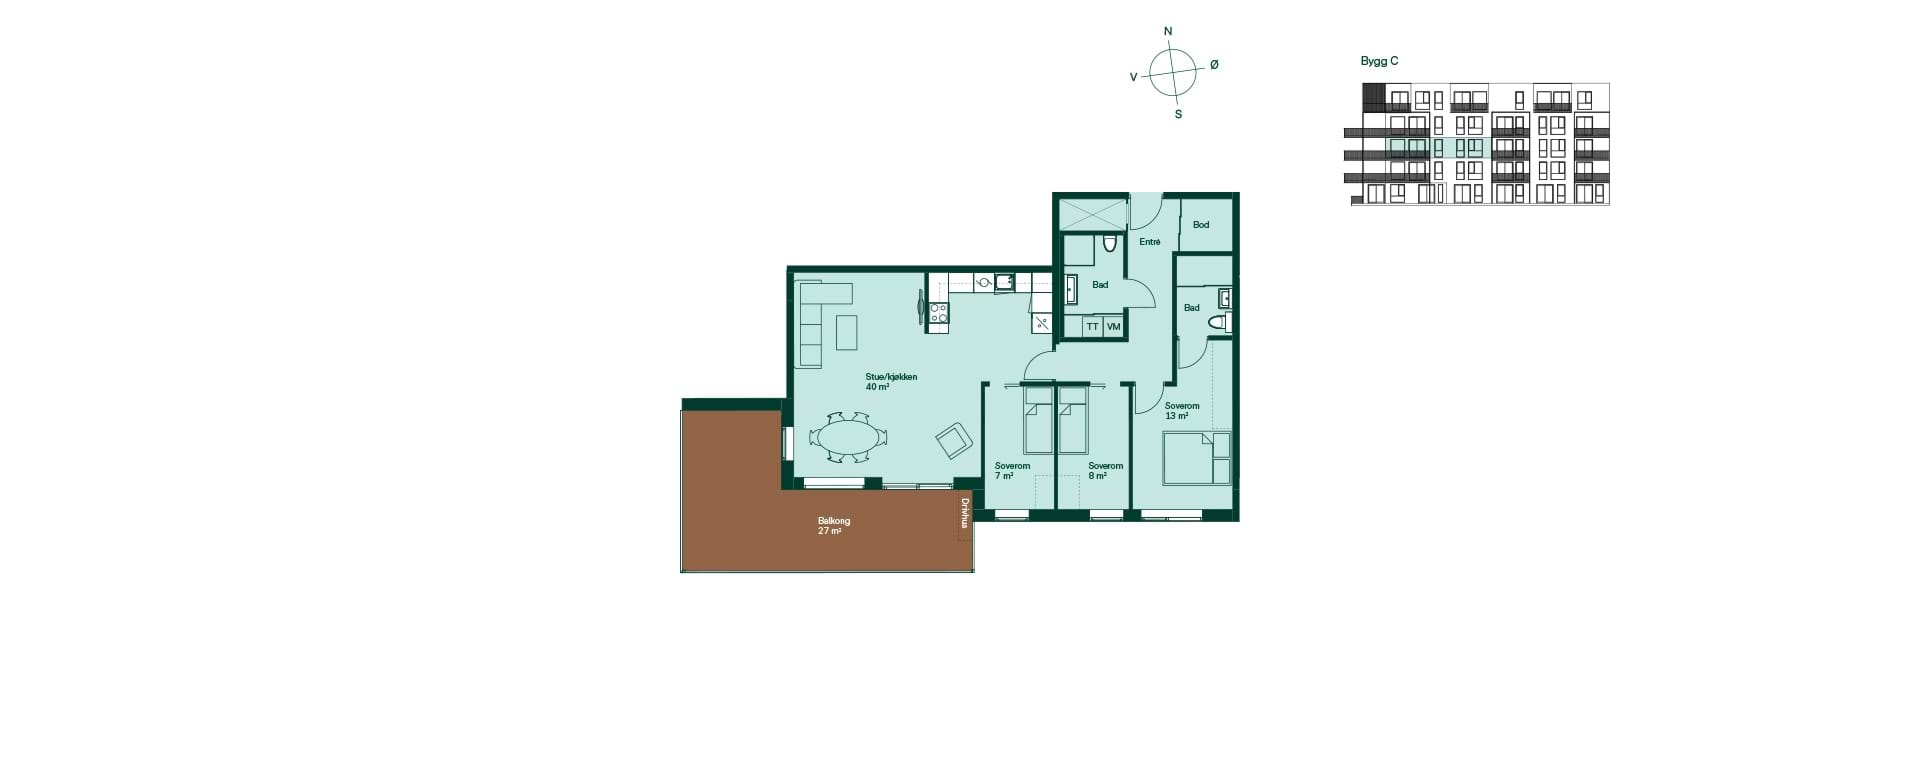 N
V
Ø
S
Bygg C
Bod
Entré
Bad
Bad
TT
VM
Stue/kjøkken
40 m²
Soverom
13 m²
Soverom
7 m²
Soverom
8 m²
Drivhus
Balkong
27 m²